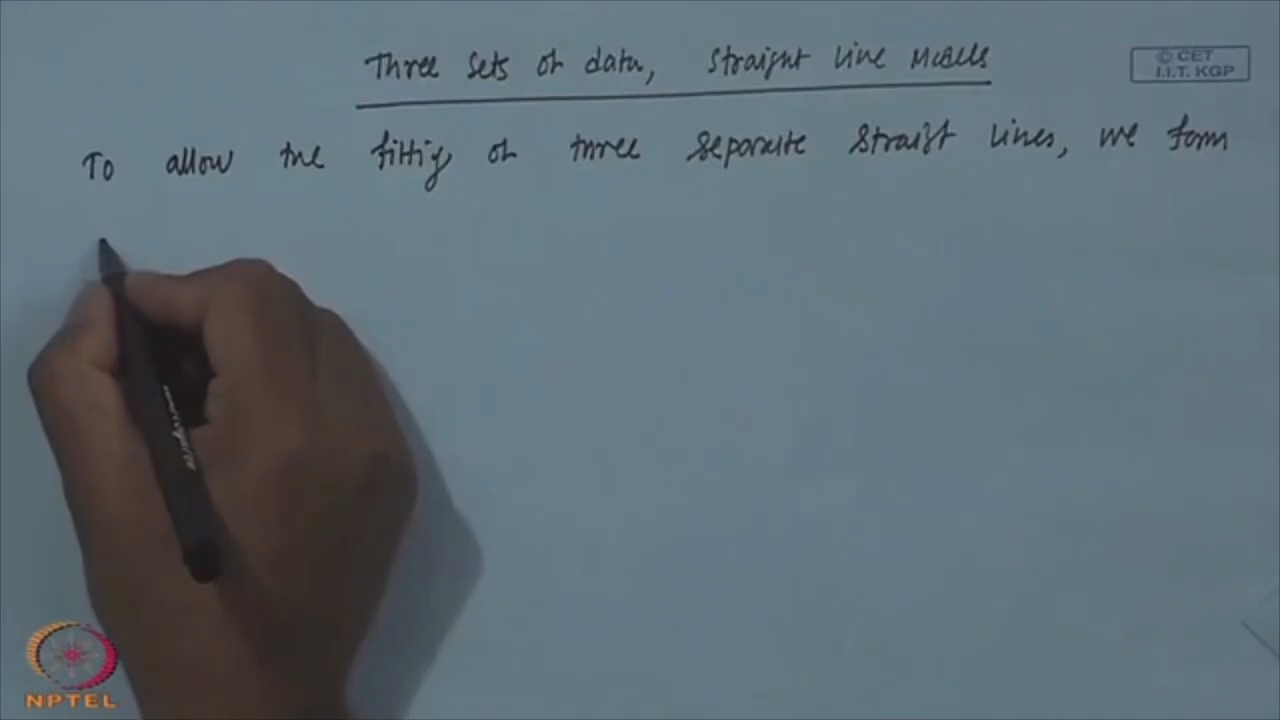 Three sets of data, straight line models
© CET
I.I.T. KGP
To allow the fitting of three separate straight lines, we form
NPTEL